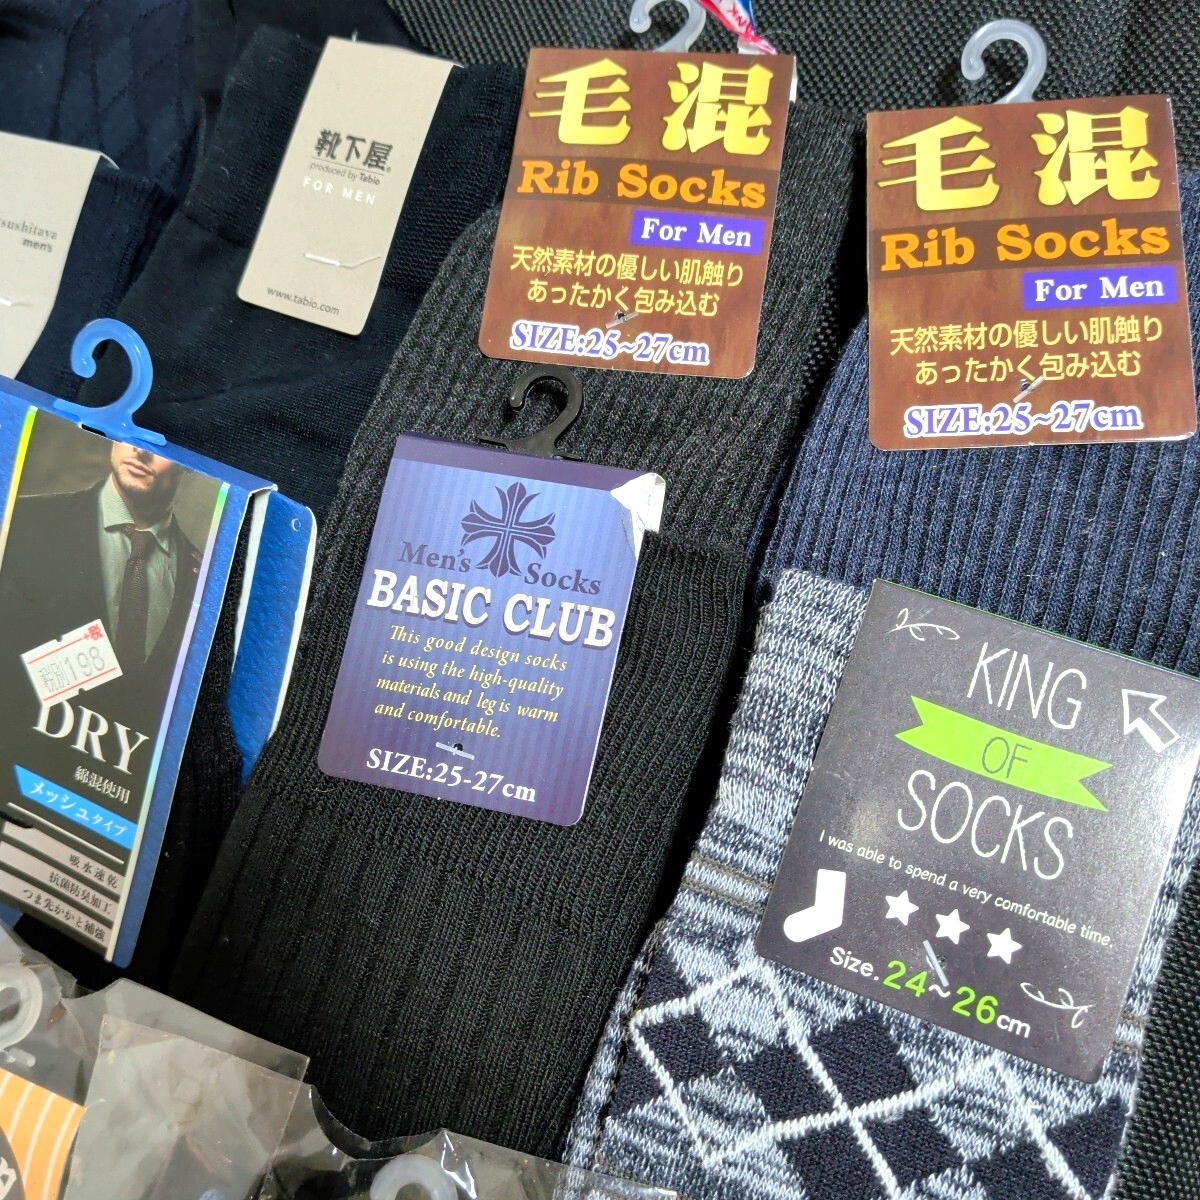 sushitaya
men's
靴下屋®
produced by Tabio
FOR MEN
www.tabio.com
毛混
Rib Socks
For Men
天然素材の優しい肌触り
あったかく包み込む
SIZE:25~27cm
毛混
Rib Socks
For Men
天然素材の優しい肌触り
あったかく包み込む
SIZE:25~27cm
税別198
DRY
綿混使用
メッシュタイプ
吸水速乾
抗菌防臭加工
つま先かかと補強
Men's Socks
BASIC CLUB
This good design socks
is using the high-quality
materials and leg is warm
and comfortable.
SIZE:25-27cm
KING
OF
SOCKS
I was able to spend a very comfortable time.
Size. 24~26cm